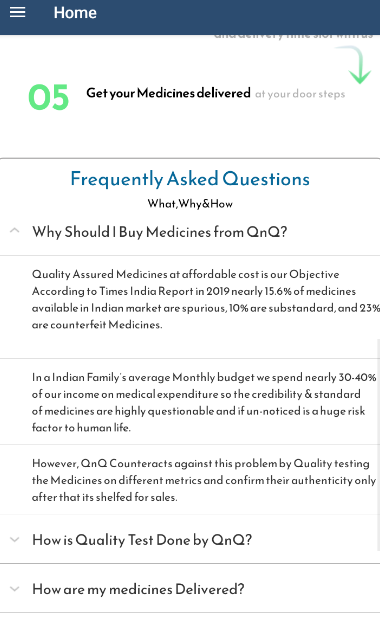 Home
and delivery time slot with us
05
Get your Medicines delivered at your door steps
Frequently Asked Questions
What,Why&How
Why Should I Buy Medicines from QnQ?
Quality Assured Medicines at affordable cost is our Objective
According to Times India Report in 2019 nearly 15.6% of medicines
available in Indian market are spurious, 10% are substandard, and 23%
are counterfeit Medicines.
In a Indian Family's average Monthly budget we spend nearly 30-40%
of our income on medical expenditure so the credibility & standard
of medicines are highly questionable and if un-noticed is a huge risk
factor to human life.
However, QnQ Counteracts against this problem by Quality testing
the Medicines on different metrics and confirm their authenticity only
after that its shelfed for sales.
How is Quality Test Done by QnQ?
How are my medicines Delivered?